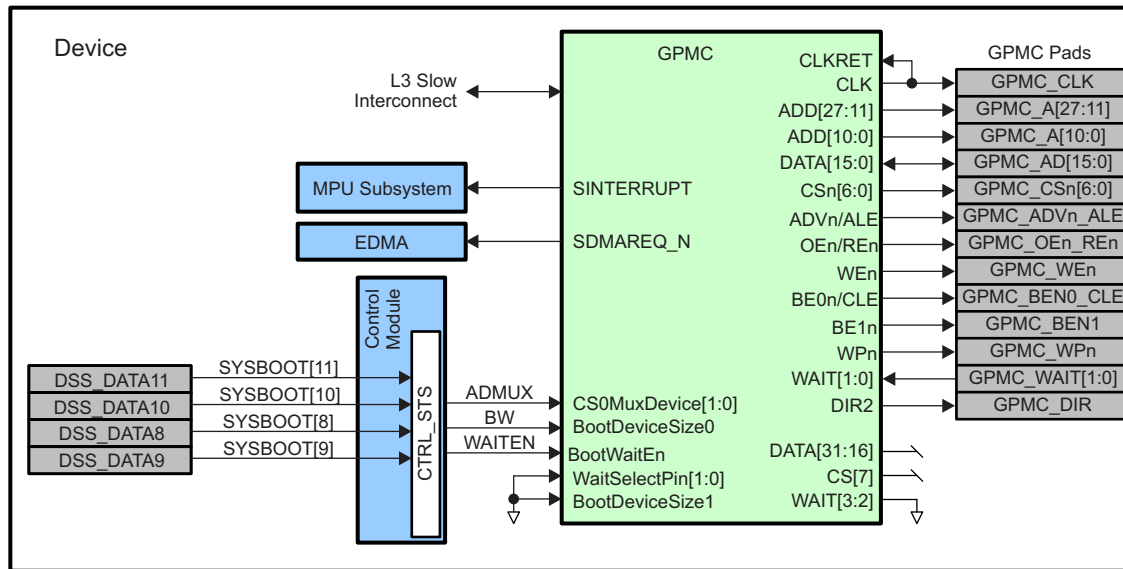 Device
L3 Slow
Interconnect
MPU Subsystem
EDMA
Control
Module
CTRL_STS
DSS_DATA11
DSS_DATA10
DSS_DATA8
DSS_DATA9
SYSBOOT[11]
SYSBOOT[10]
SYSBOOT[8]
SYSBOOT[9]
ADMUX
BW
WAITEN
GPMC
SINTERRUPT
SDMAREQ_N
CS0MuxDevice[1:0]
BootDeviceSize0
BootWaitEn
WaitSelectPin[1:0]
BootDeviceSize1
CLKRET
CLK
ADD[27:11]
ADD[10:0]
DATA[15:0]
CSn[6:0]
ADVn/ALE
OEn/REn
WEn
BE0n/CLE
BE1n
WPn
WAIT[1:0]
DIR2
DATA[31:16]
CS[7]
WAIT[3:2]
GPMC Pads
GPMC_CLK
GPMC_A[27:11]
GPMC_A[10:0]
GPMC_AD[15:0]
GPMC_CSn[6:0]
GPMC_ADVn_ALE
GPMC_OEn_REn
GPMC_WEn
GPMC_BEN0_CLE
GPMC_BEN1
GPMC_WPn
GPMC_WAIT[1:0]
GPMC_DIR